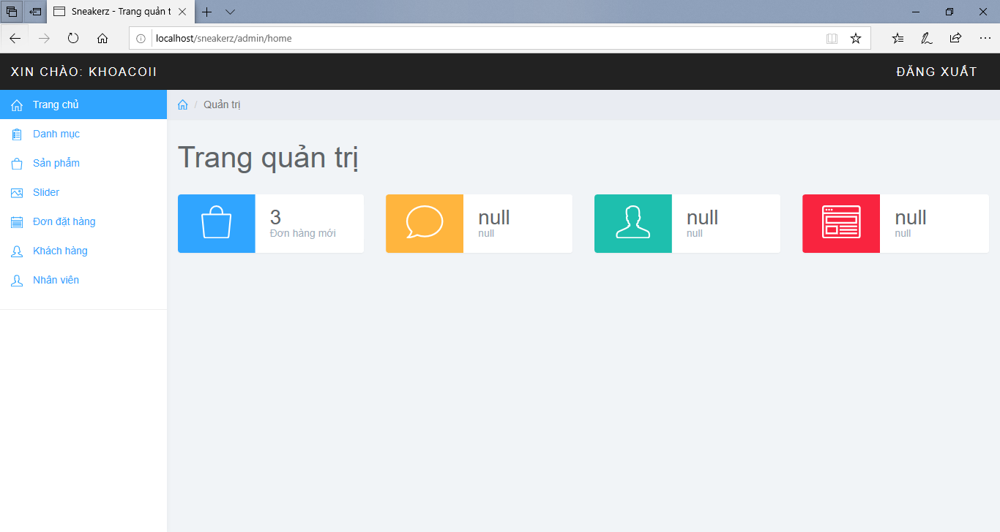 Sneakerz - Trang quản t
localhost/sneakerz/admin/home
XIN CHÀO: KHOACOII
ĐĂNG XUẤT
Trang chủ
Danh mục
Sản phẩm
Slider
Đơn đặt hàng
Khách hàng
Nhân viên
/ Quản trị
Trang quản trị
3
Đơn hàng mới
null
null
null
null
null
null